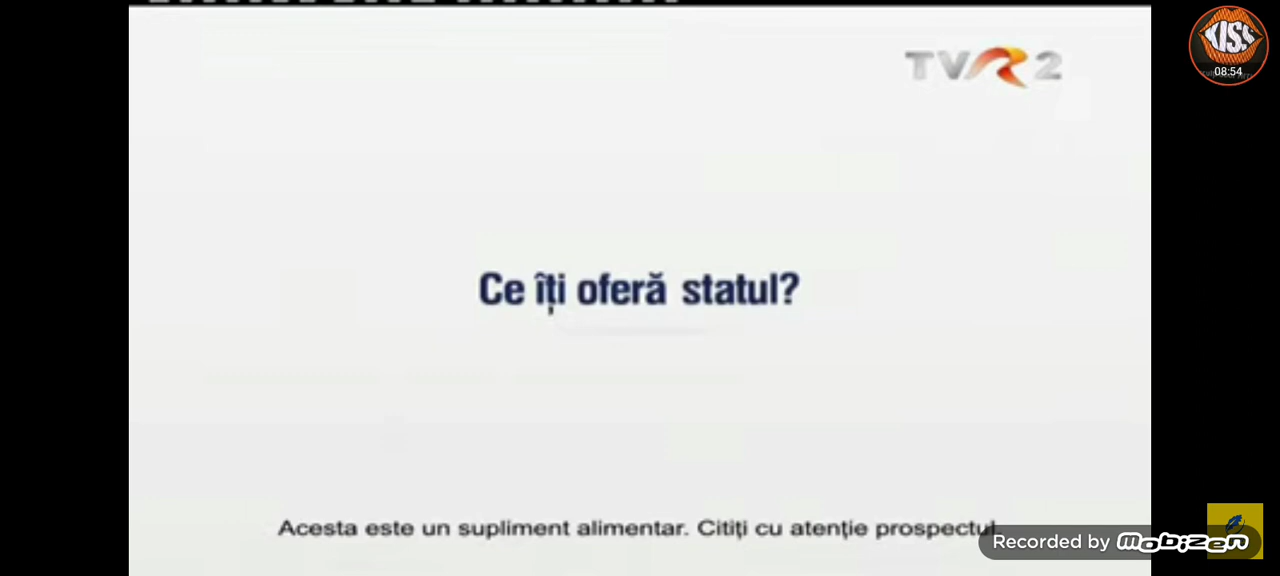 TVR2
KISS
08:54
Ce îți oferă statul?
Acesta este un supliment alimentar. Citiți cu atenție prospectul.
Recorded by Mobizen